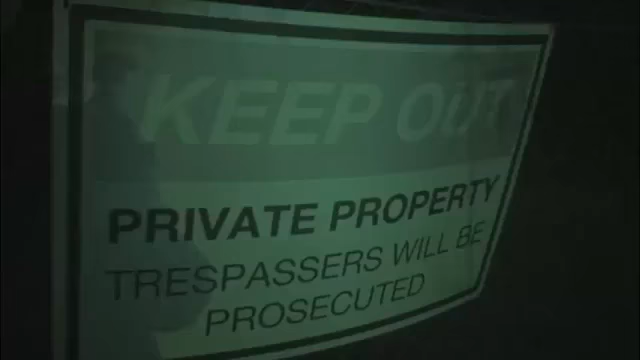 KEEP OUT
PRIVATE PROPERTY
TRESPASSERS WILL BE
PROSECUTED